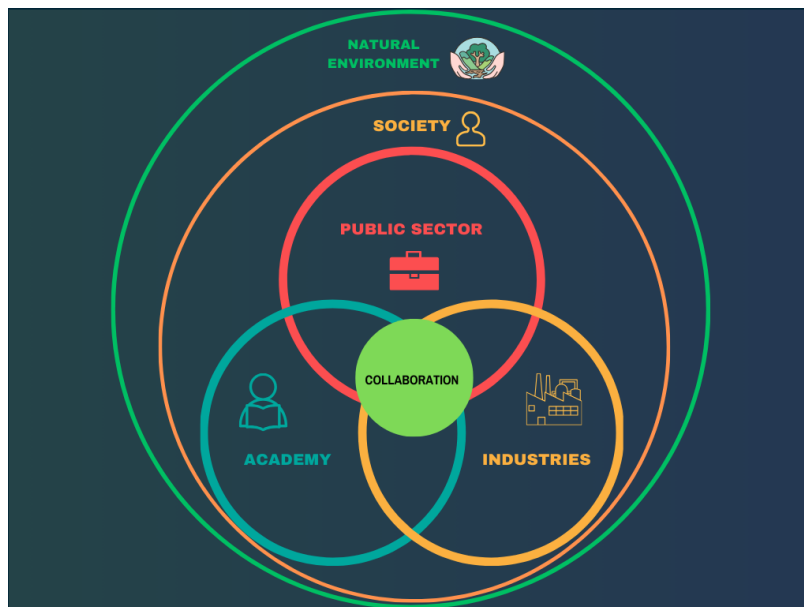 NATURAL
ENVIRONMENT
SOCIETY
PUBLIC SECTOR
COLLABORATION
ACADEMY
INDUSTRIES